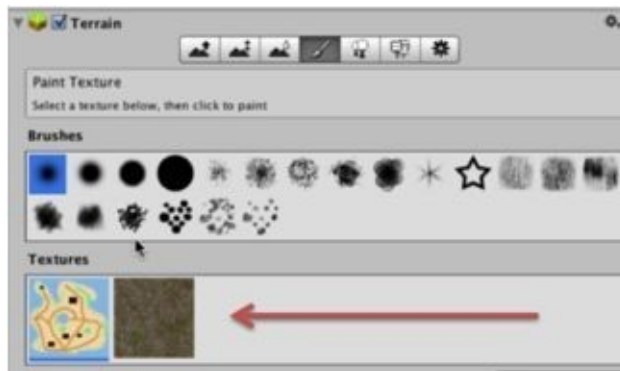 Terrain
Paint Texture
Select a texture below, then click to paint
Brushes
Textures